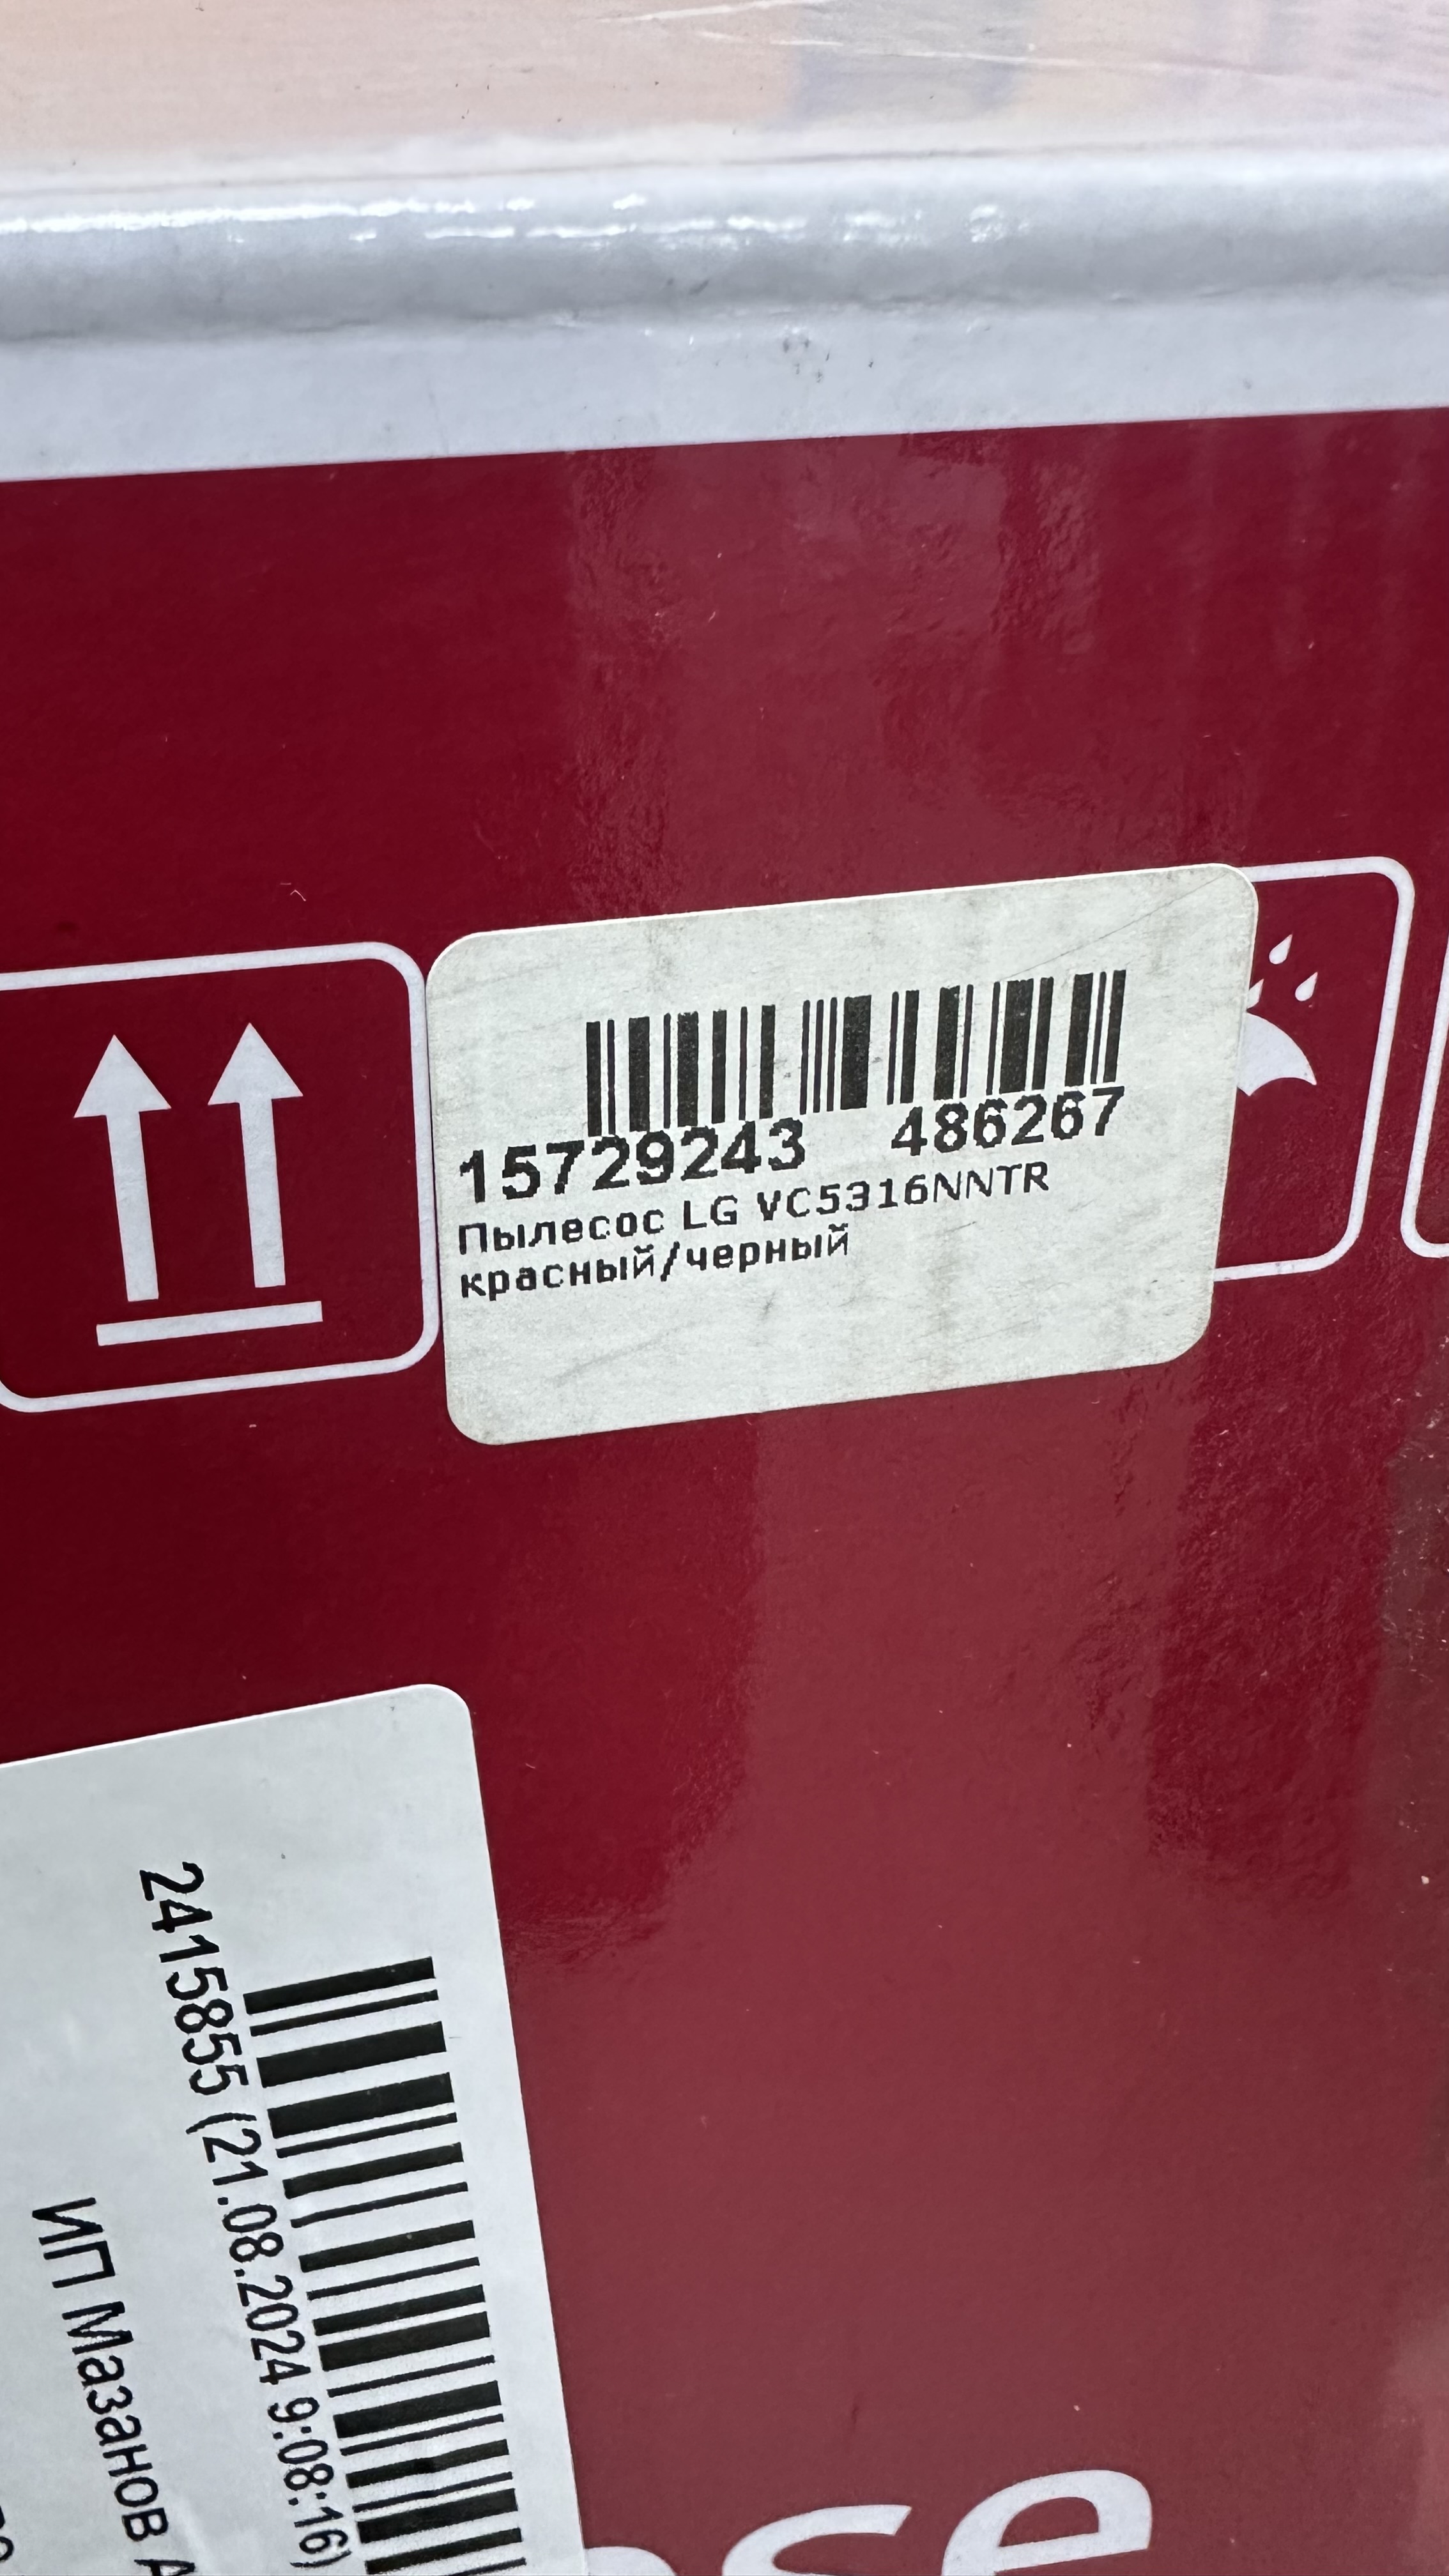 15729243 486267
Пылесос LG VC5316NNTR
красный/черный
2415855 (21.08.2024 9:08:16)
ИП Мазанов А